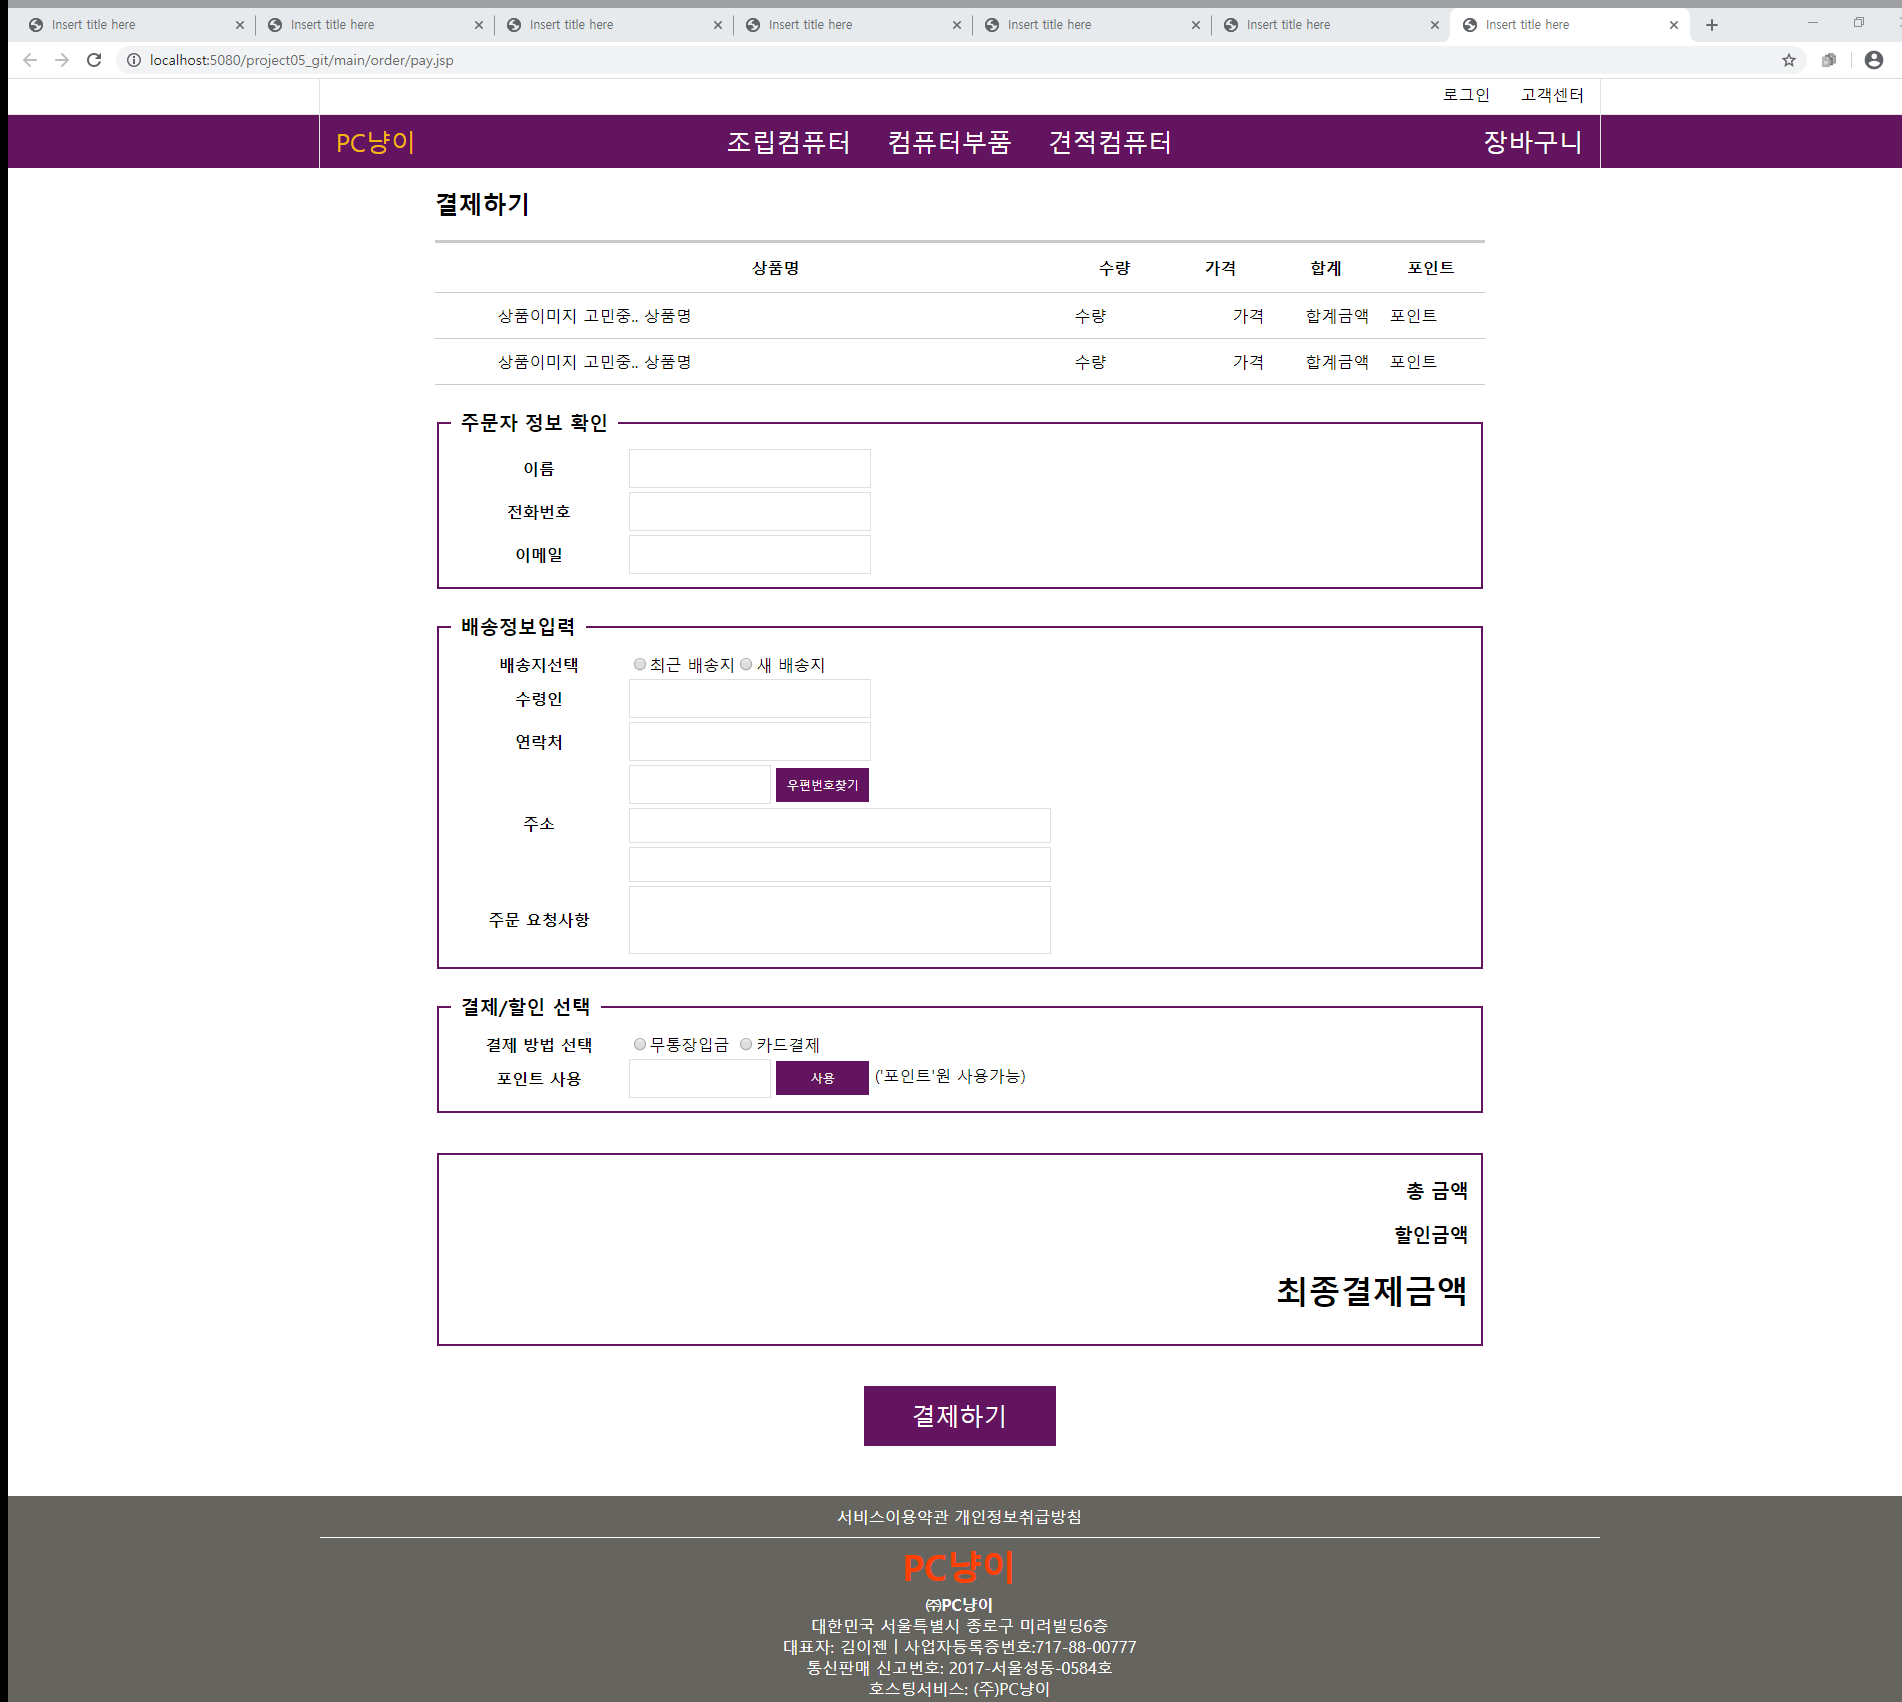 Insert title here Insert title here Insert title here Insert title here Insert title here Insert title here Insert title here
localhost:5080/project05_git/main/order/pay.jsp
로그인 고객센터
PC냥이 조립컴퓨터 컴퓨터부품 견적컴퓨터 장바구니
결제하기
상품명 수량 가격 합계 포인트
상품이미지 고민중.. 상품명 수량 가격 합계금액 포인트
상품이미지 고민중.. 상품명 수량 가격 합계금액 포인트
주문자 정보 확인
이름
전화번호
이메일
배송정보입력
배송지선택 최근 배송지 새 배송지
수령인
연락처
우편번호찾기
주소
주문 요청사항
결제/할인 선택
결제 방법 선택 무통장입금 카드결제
포인트 사용 사용 ('포인트'원 사용가능)
총 금액
할인금액
최종결제금액
결제하기
서비스이용약관 개인정보취급방침
PC냥이
㈜PC냥이
대한민국 서울특별시 종로구 미려빌딩6층
대표자: 김이젠 | 사업자등록증번호:717-88-00777
통신판매 신고번호: 2017-서울성동-0584호
호스팅서비스: (주)PC냥이